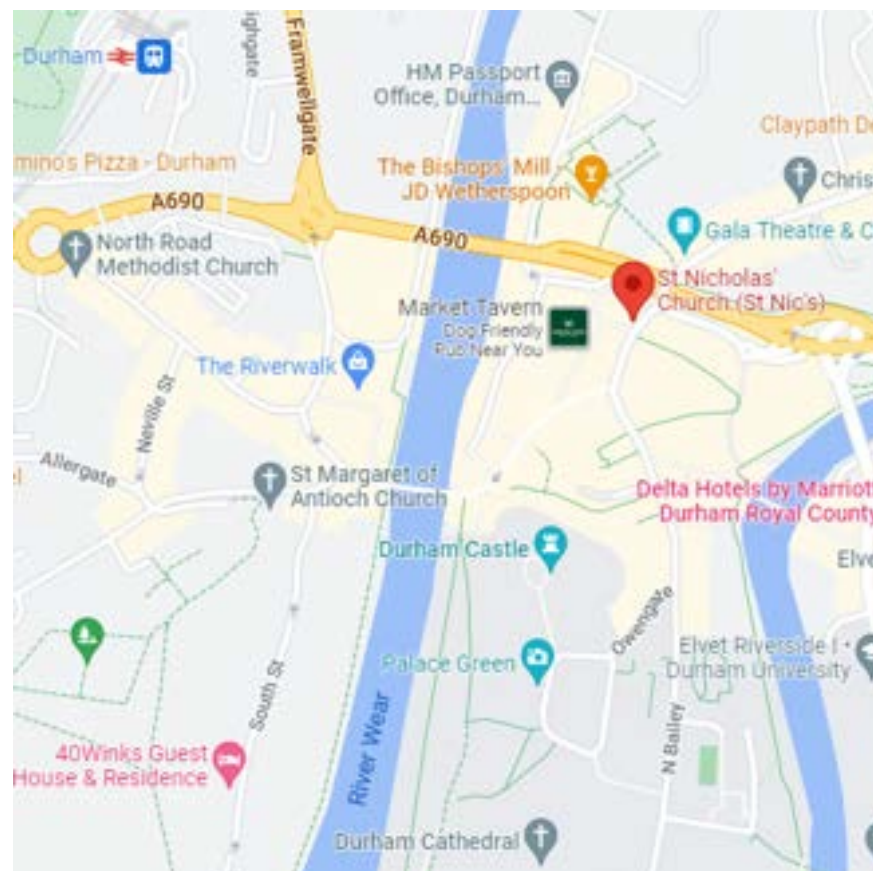 Durham
ighgate
Framwellgate
HM Passport
Office, Durham...
Claypath De
mino's Pizza - Durham
The Bishops' Mill -
JD Wetherspoon
Chris
A690
North Road
Methodist Church
A690
Gala Theatre & C
St Nicholas'
Church (St Nic's)
Market Tavern
Dog Friendly
Pub Near You
The Riverwalk
Neville St
Allergate
el
St Margaret of
Antioch Church
Delta Hotels by Marriott
Durham Royal County
Durham Castle
Elve
Owengate
Palace Green
Elvet Riverside I •
Durham University
South St
River Wear
N Bailey
40Winks Guest
House & Residence
Durham Cathedral